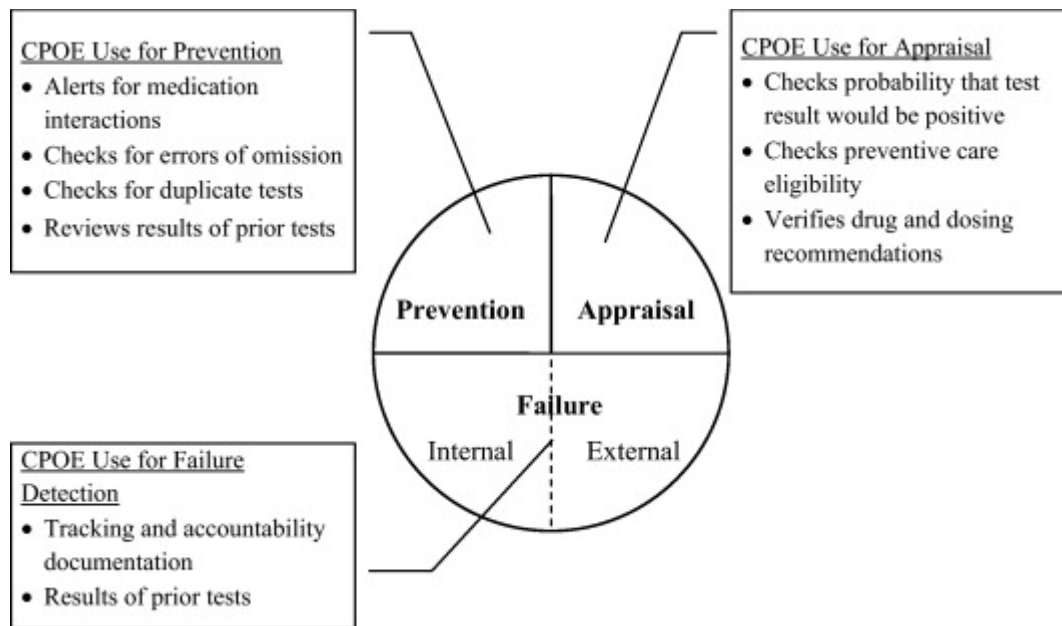 CPOE Use for Prevention
• Alerts for medication
interactions
• Checks for errors of omission
• Checks for duplicate tests
• Reviews results of prior tests
CPOE Use for Appraisal
• Checks probability that test
result would be positive
• Checks preventive care
eligibility
• Verifies drug and dosing
recommendations
Prevention
Appraisal
Failure
Internal
External
CPOE Use for Failure
Detection
• Tracking and accountability
documentation
• Results of prior tests